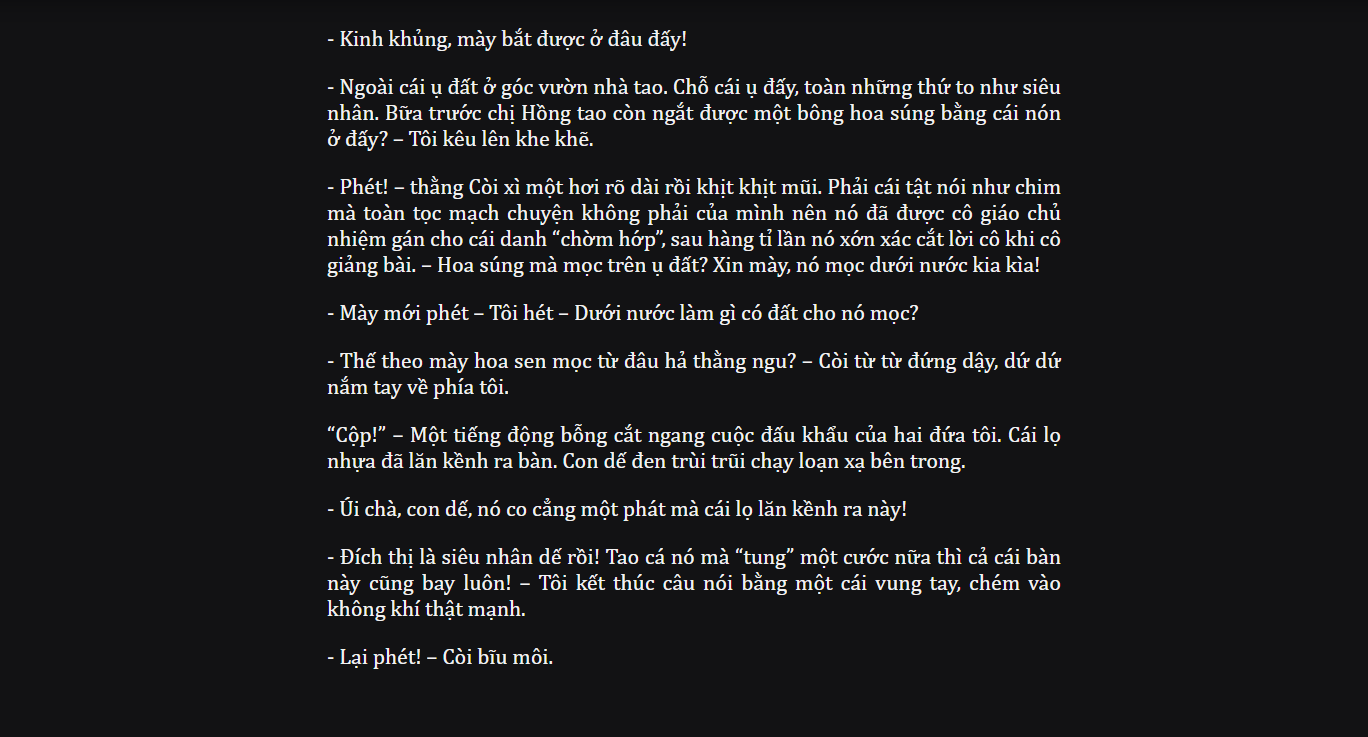 - Kinh khủng, mày bắt được ở đâu đấy!
- Ngoài cái ụ đất ở góc vườn nhà tao. Chỗ cái ụ đấy, toàn những thứ to như siêu
nhân. Bữa trước chị Hồng tao còn ngắt được một bông hoa súng bằng cái nón
ở đấy? – Tôi kêu lên khe khẽ.
- Phét! – thằng Còi xì một hơi rõ dài rồi khịt khịt mũi. Phải cái tật nói như chim
mà toàn tọc mạch chuyện không phải của mình nên nó đã được cô giáo chủ
nhiệm gán cho cái danh “chờm hớp”, sau hàng tỉ lần nó xớn xác cắt lời cô khi cô
giảng bài. – Hoa súng mà mọc trên ụ đất? Xin mày, nó mọc dưới nước kia kìa!
- Mày mới phét – Tôi hét – Dưới nước làm gì có đất cho nó mọc?
- Thế theo mày hoa sen mọc từ đâu hả thằng ngu? – Còi từ từ đứng dậy, dứ dứ
nắm tay về phía tôi.
“Cộp!” – Một tiếng động bỗng cắt ngang cuộc đấu khẩu của hai đứa tôi. Cái lọ
nhựa đã lăn kềnh ra bàn. Con dế đen trùi trũi chạy loạn xạ bên trong.
- Úi chà, con dế, nó co cẳng một phát mà cái lọ lăn kềnh ra này!
- Đích thị là siêu nhân dế rồi! Tao cá nó mà “tung” một cước nữa thì cả cái bàn
này cũng bay luôn! – Tôi kết thúc câu nói bằng một cái vung tay, chém vào
không khí thật mạnh.
- Lại phét! – Còi bĩu môi.